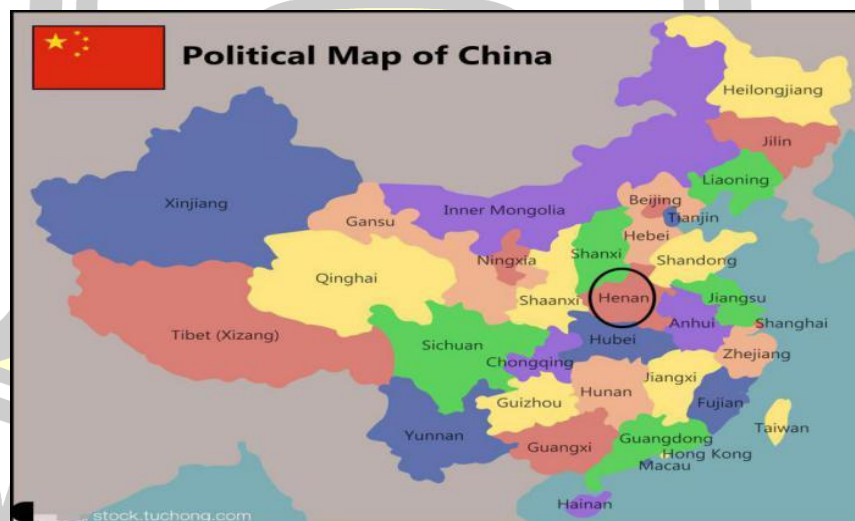 Political Map of China
Heilongjiang
Jilin
Liaoning
Xinjiang
Inner Mongolia
Beijing
Tianjin
Gansu
Hebei
Shanxi
Ningxia
Shandong
Qinghai
Shaanxi
Henan
Jiangsu
Anhui
Shanghai
Tibet (Xizang)
Sichuan
Hubei
Chongqing
Zhejiang
Hunan
Jiangxi
Guizhou
Fujian
Taiwan
Yunnan
Guangxi
Guangdong
Hong Kong
Macau
Hainan
stock.tuchong.com